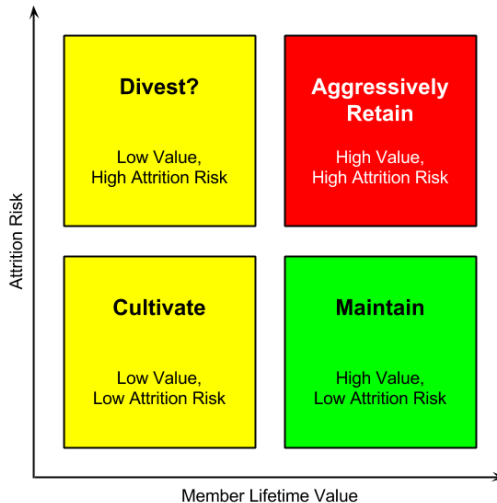 Attrition Risk
Divest?
Low Value,
High Attrition Risk
Aggressively
Retain
High Value,
High Attrition Risk
Cultivate
Low Value,
Low Attrition Risk
Maintain
High Value,
Low Attrition Risk
Member Lifetime Value